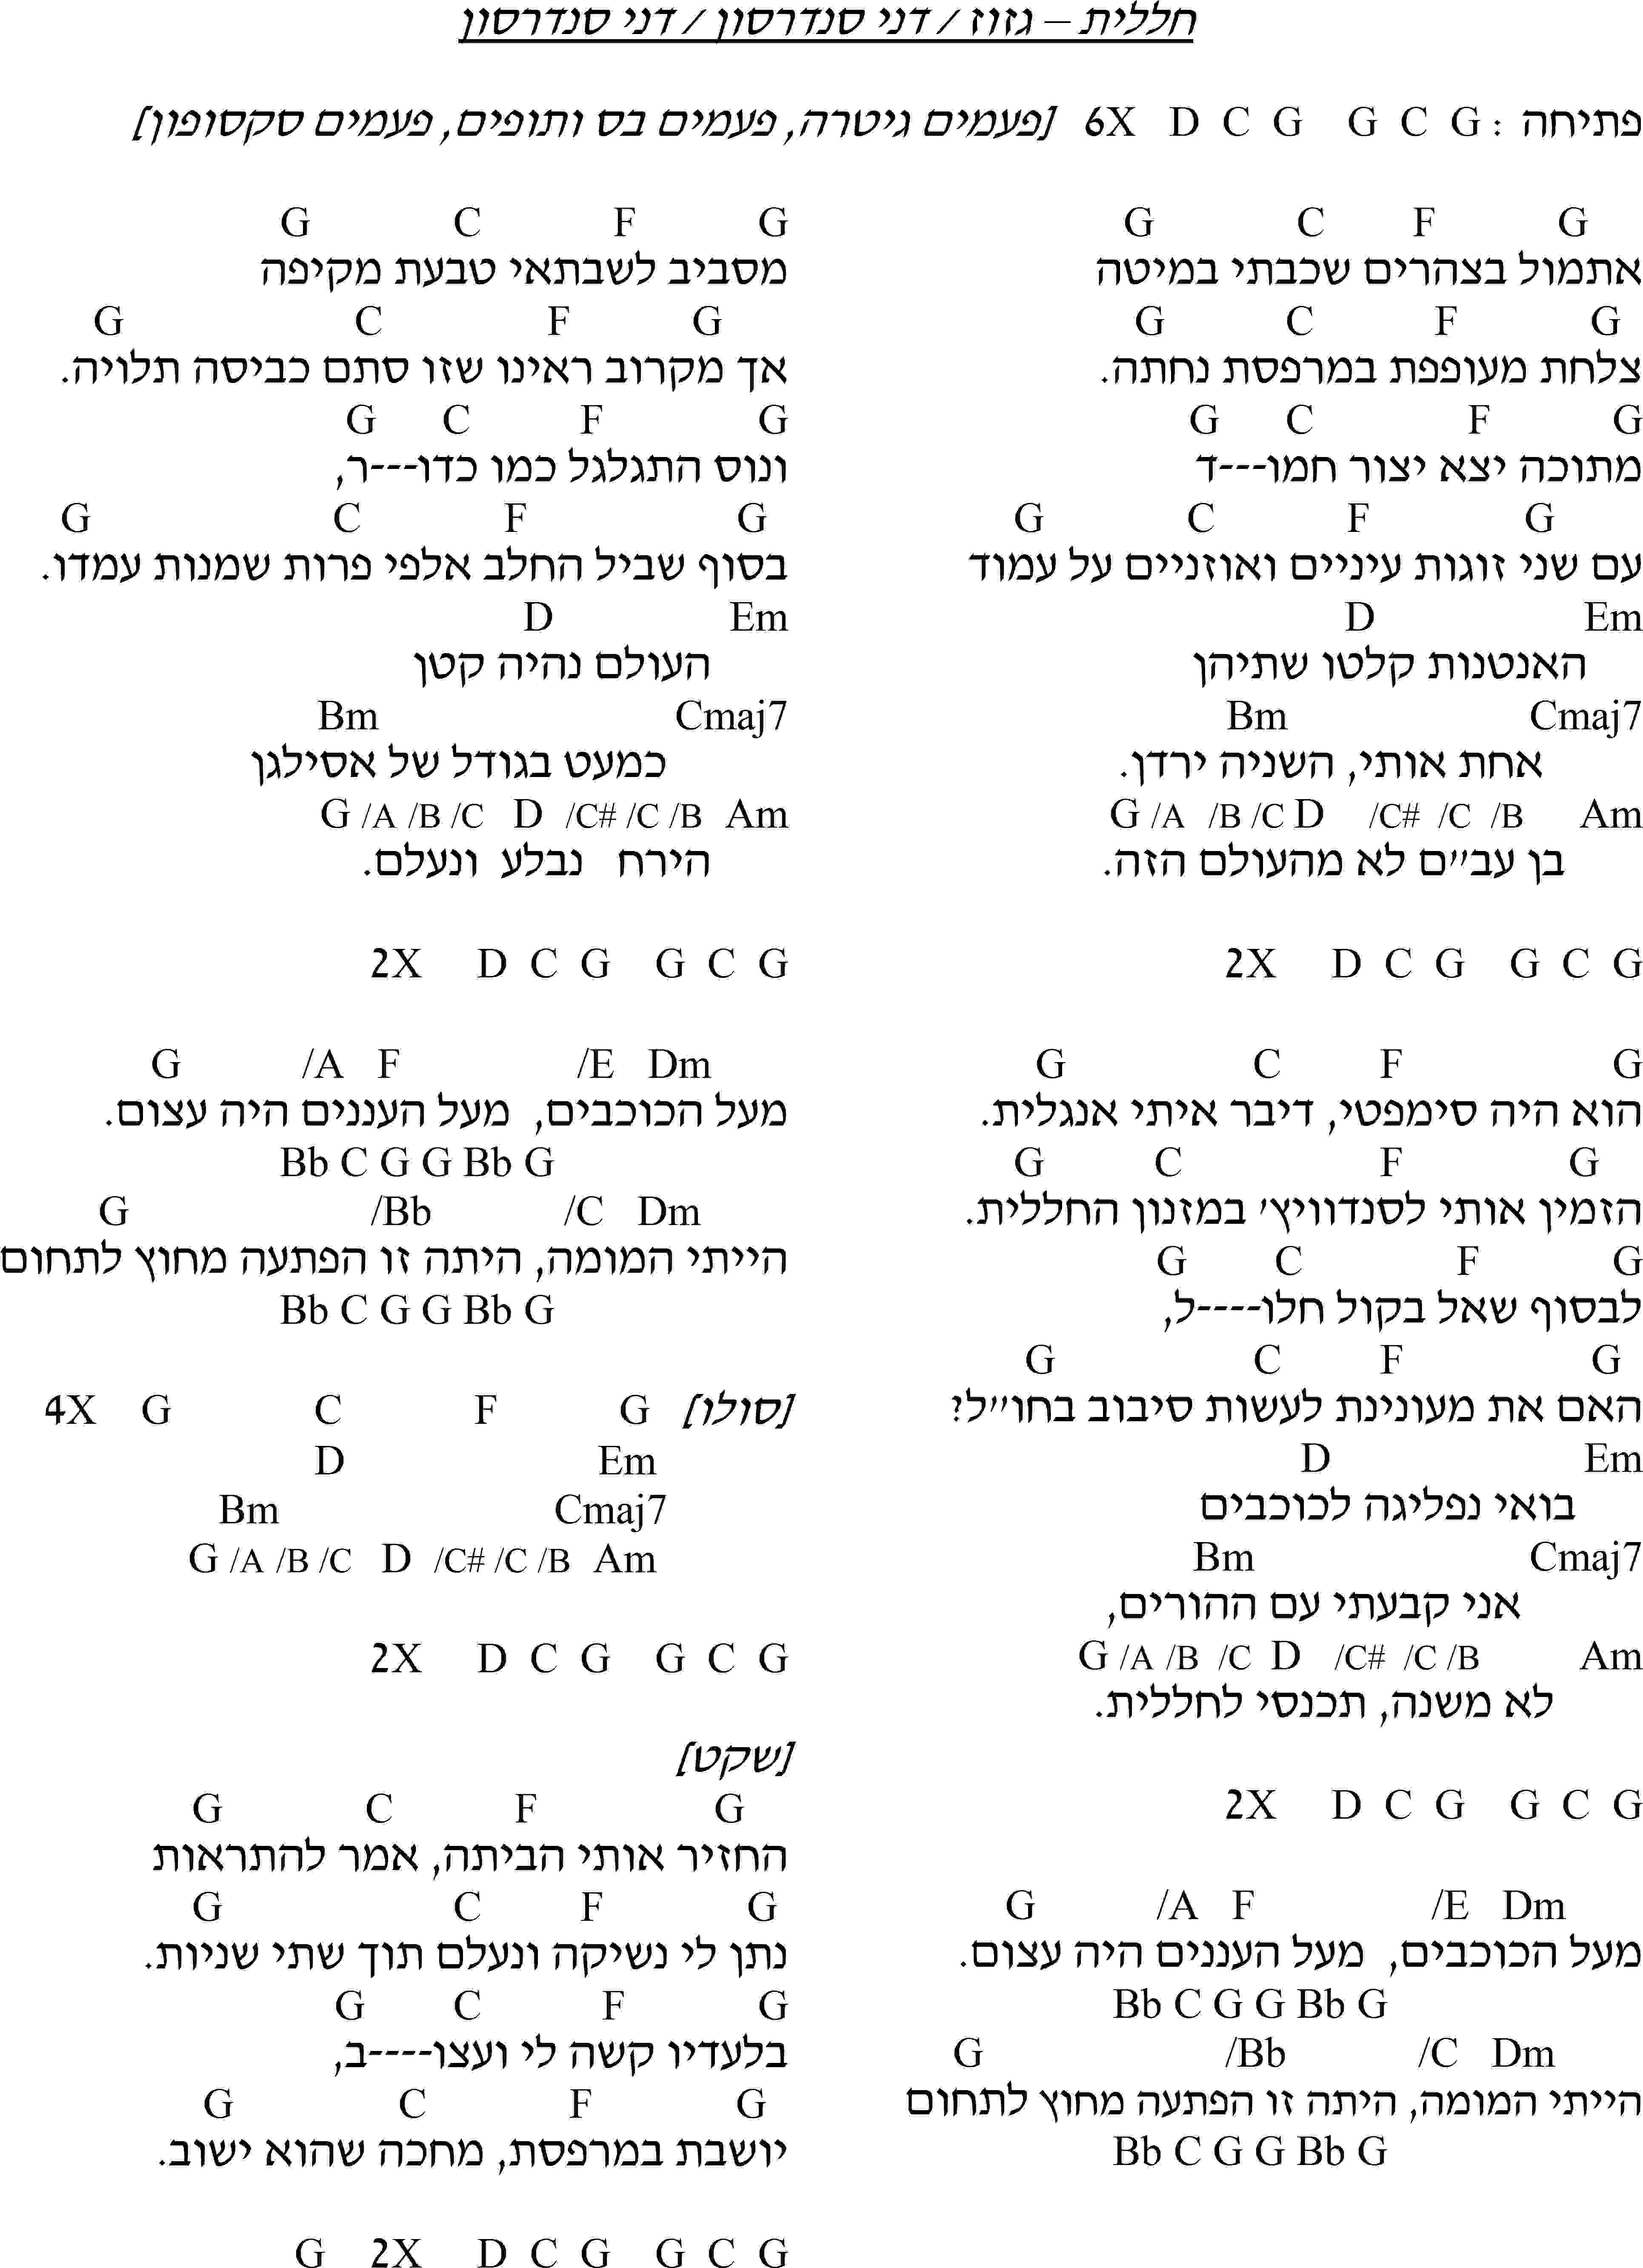 חללית – גזוז / דני סנדרסון / דני סנדרסון
פתיחה : G C G   G C D   6X   [פעמים גיטרה, פעמים בס ותופים, פעמים סקסופון]
G   F   C   G
אתמול בצהרים שכבתי במיטה
G   F   C   G
צלחת מעופפת במרפסת נחתה.
G   F   C   G
מתוכה יצא יצור חמו---ד
G   F   C   G
עם שני זוגות עיניים ואוזניים על עמוד
Em   D
האנטנות קלטו שתיהן
Cmaj7   Bm
אחת אותי, השניה ירדן.
Am   /B   /C   /C#   D   /C   /B   /A   G
בן עב״ם לא מהעולם הזה.
G C G   G C D   2X
G   F   C   G
הוא היה סימפטי, דיבר איתי אנגלית.
G   F   C   G
הזמין אותי לסנדוויץ׳ במזנון החללית.
G   F   C   G
לבסוף שאל בקול חלו----ל,
G   F   C   G
האם את מעונינת לעשות סיבוב בחו״ל?
Em   D
בואי נפליגה לכוכבים
Cmaj7   Bm
אני קבעתי עם ההורים,
Am   /B   /C   /C#   D   /C   /B   /A   G
לא משנה, תכנסי לחללית.
G C G   G C D   2X
Dm   /E   F   /A   G
מעל הכוכבים,  מעל העננים היה עצום.
Bb C G G Bb G
Dm   /C   /Bb   G
הייתי המומה, היתה זו הפתעה מחוץ לתחום
Bb C G G Bb G
G   F   C   G
מסביב לשבתאי טבעת מקיפה
G   F   C   G
אך מקרוב ראינו שזו סתם כביסה תלויה.
G   F   C   G
ונוס התגלגל כמו כדו---ר,
G   F   C   G
בסוף שביל החלב אלפי פרות שמנות עמדו.
Em   D
העולם נהיה קטן
Cmaj7   Bm
כמעט בגודל של אסילגן
Am   /B   /C   /C#   D   /C   /B   /A   G
הירח   נבלע   ונעלם.
G C G   G C D   2X
Dm   /E   F   /A   G
מעל הכוכבים,  מעל העננים היה עצום.
Bb C G G Bb G
Dm   /C   /Bb   G
הייתי המומה, היתה זו הפתעה מחוץ לתחום
Bb C G G Bb G
[סולו]   G   F   C   G   4X
Em   D
Cmaj7   Bm
Am   /B   /C   /C#   D   /C   /B   /A   G
G C G   G C D   2X
[שקט]
G   F   C   G
החזיר אותי הביתה, אמר להתראות
G   F   C   G
נתן לי נשיקה ונעלם תוך שתי שניות.
G   F   C   G
בלעדיו קשה לי ועצו----ב,
G   F   C   G
יושבת במרפסת, מחכה שהוא ישוב.
G C G   G C D   2X   G